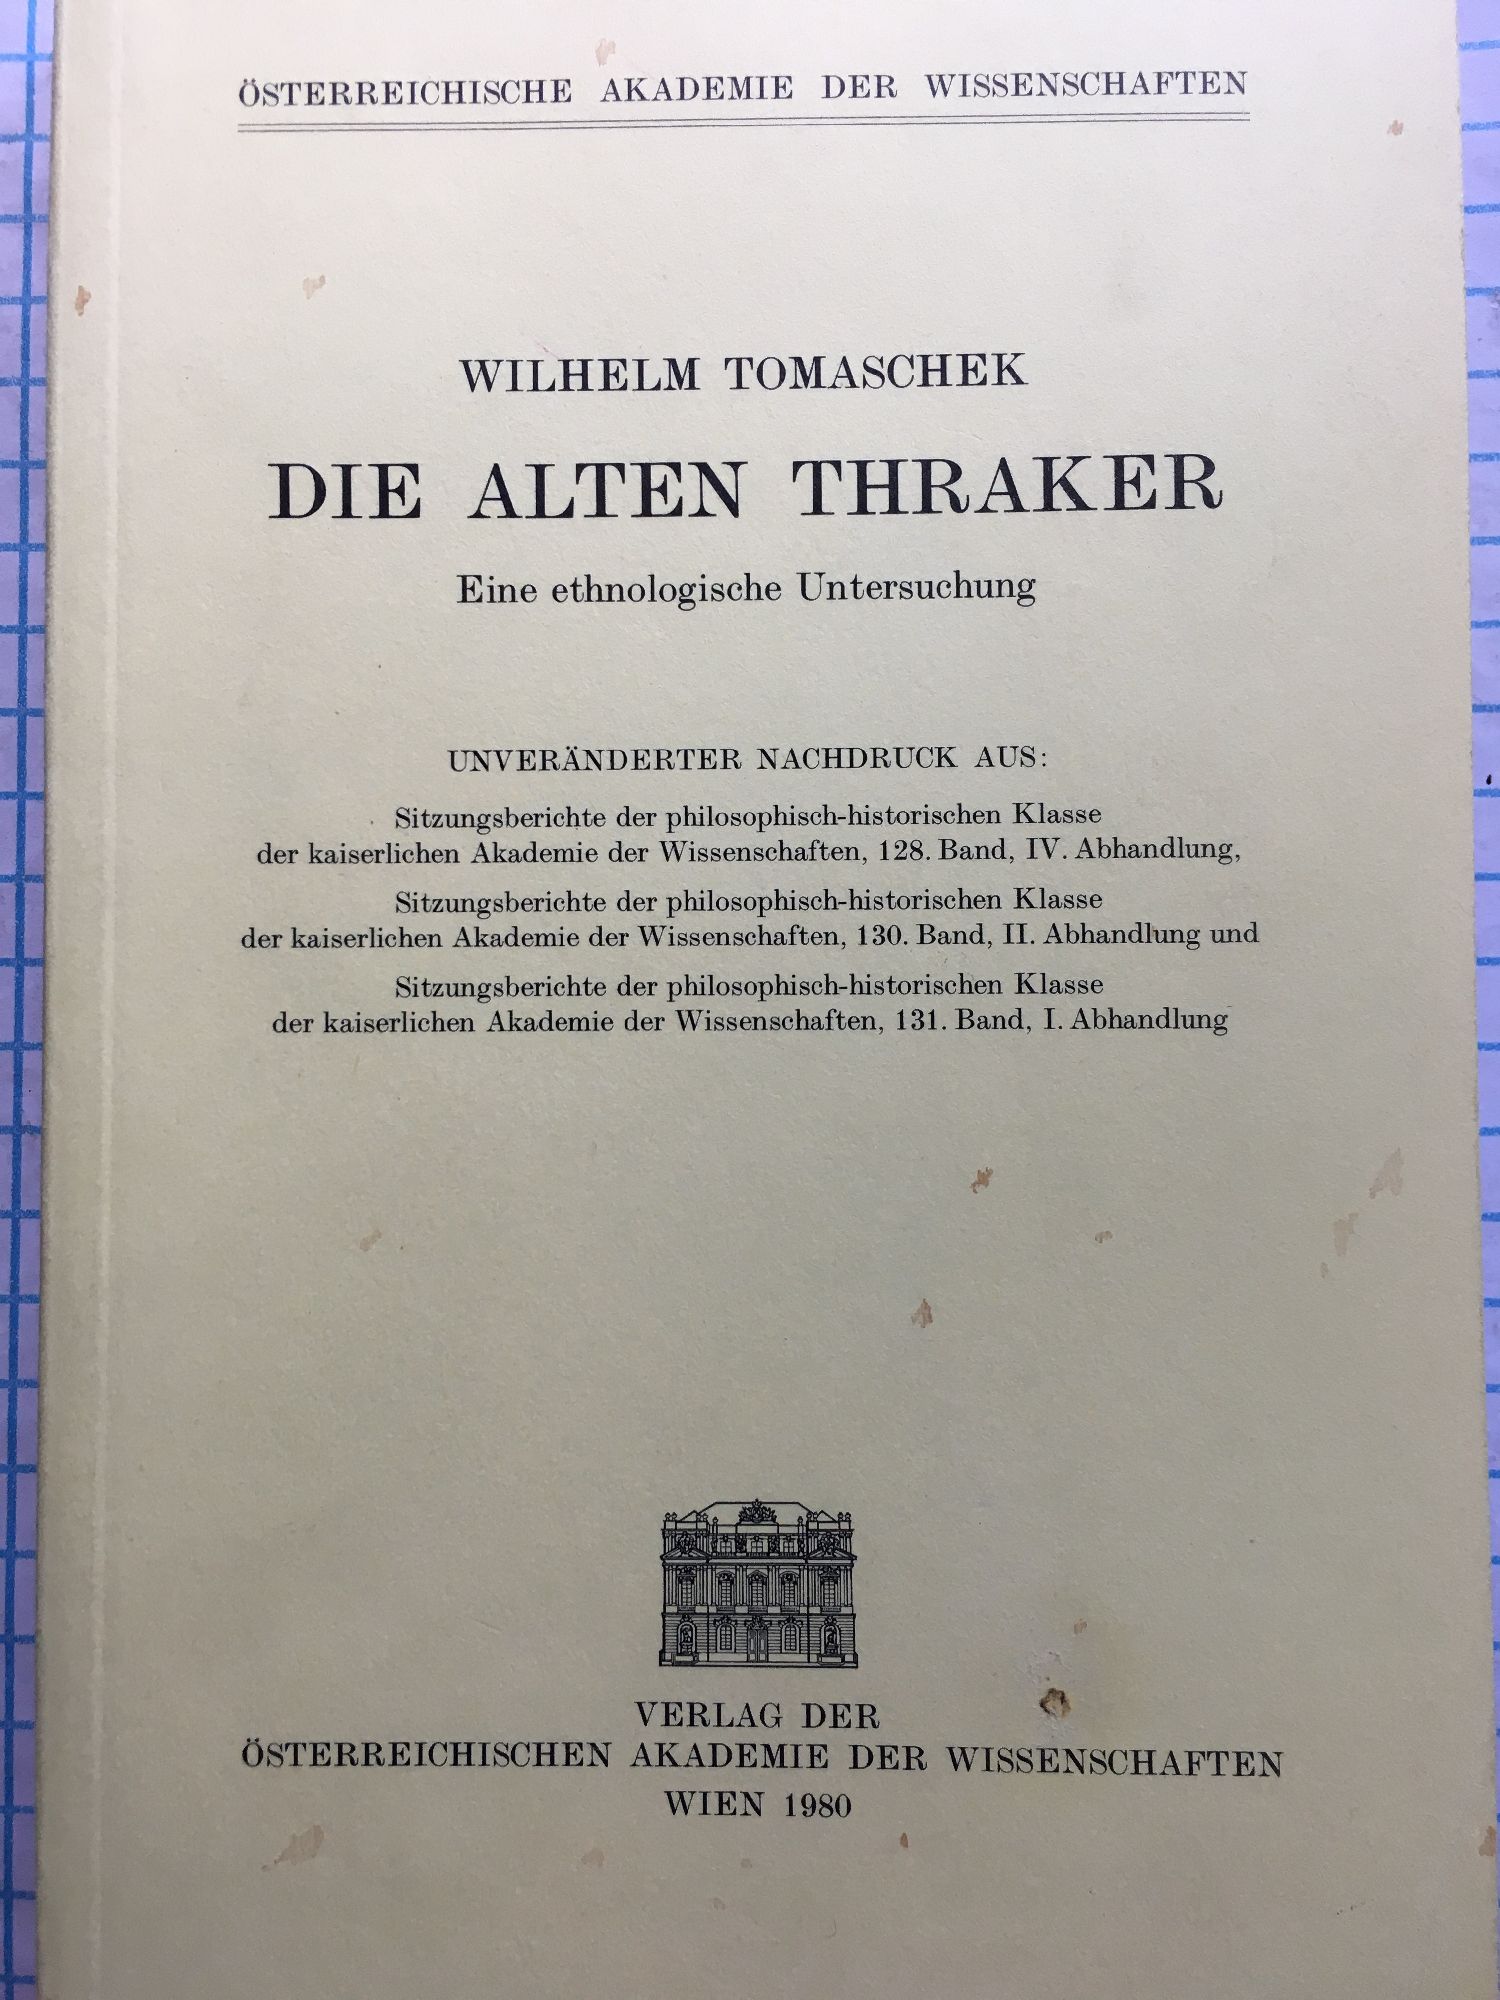 ÖSTERREICHISCHE AKADEMIE DER WISSENSCHAFTEN
WILHELM TOMASCHEK
DIE ALTEN THRAKER
Eine ethnologische Untersuchung
UNVERÄNDERTER NACHDRUCK AUS:
Sitzungsberichte der philosophisch-historischen Klasse
der kaiserlichen Akademie der Wissenschaften, 128. Band, IV. Abhandlung,
Sitzungsberichte der philosophisch-historischen Klasse
der kaiserlichen Akademie der Wissenschaften, 130. Band, II. Abhandlung und
Sitzungsberichte der philosophisch-historischen Klasse
der kaiserlichen Akademie der Wissenschaften, 131. Band, I. Abhandlung
VERLAG DER
ÖSTERREICHISCHEN AKADEMIE DER WISSENSCHAFTEN
WIEN 1980